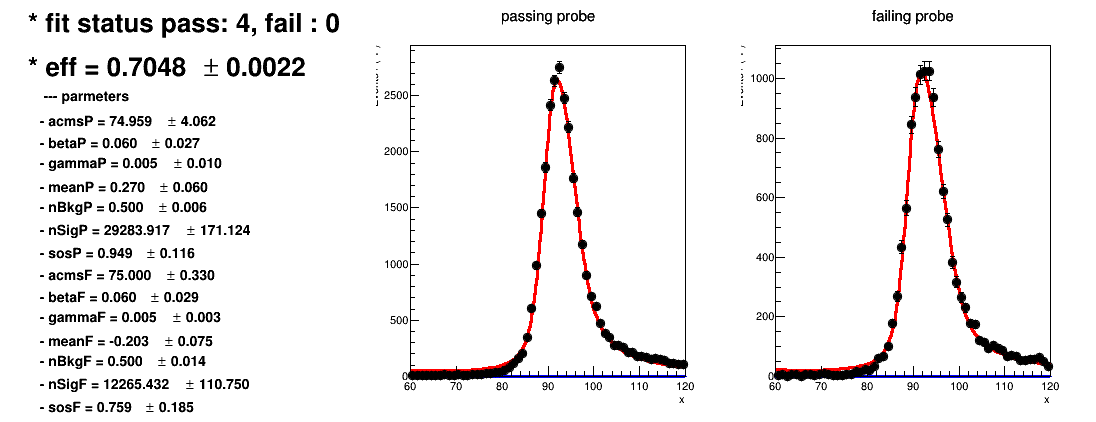 * fit status pass: 4, fail : 0
* eff = 0.7048 ± 0.0022
--- parmeters
- acmsP = 74.959 ± 4.062
- betaP = 0.060 ± 0.027
- gammaP = 0.005 ± 0.010
- meanP = 0.270 ± 0.060
- nBkgP = 0.500 ± 0.006
- nSigP = 29283.917 ± 171.124
- sosP = 0.949 ± 0.116
- acmsF = 75.000 ± 0.330
- betaF = 0.060 ± 0.029
- gammaF = 0.005 ± 0.003
- meanF = -0.203 ± 0.075
- nBkgF = 0.500 ± 0.014
- nSigF = 12265.432 ± 110.750
- sosF = 0.759 ± 0.185
passing probe
2500
2000
1500
1000
500
0
60 70 80 90 100 110 120
x
failing probe
1000
800
600
400
200
0
60 70 80 90 100 110 120
x